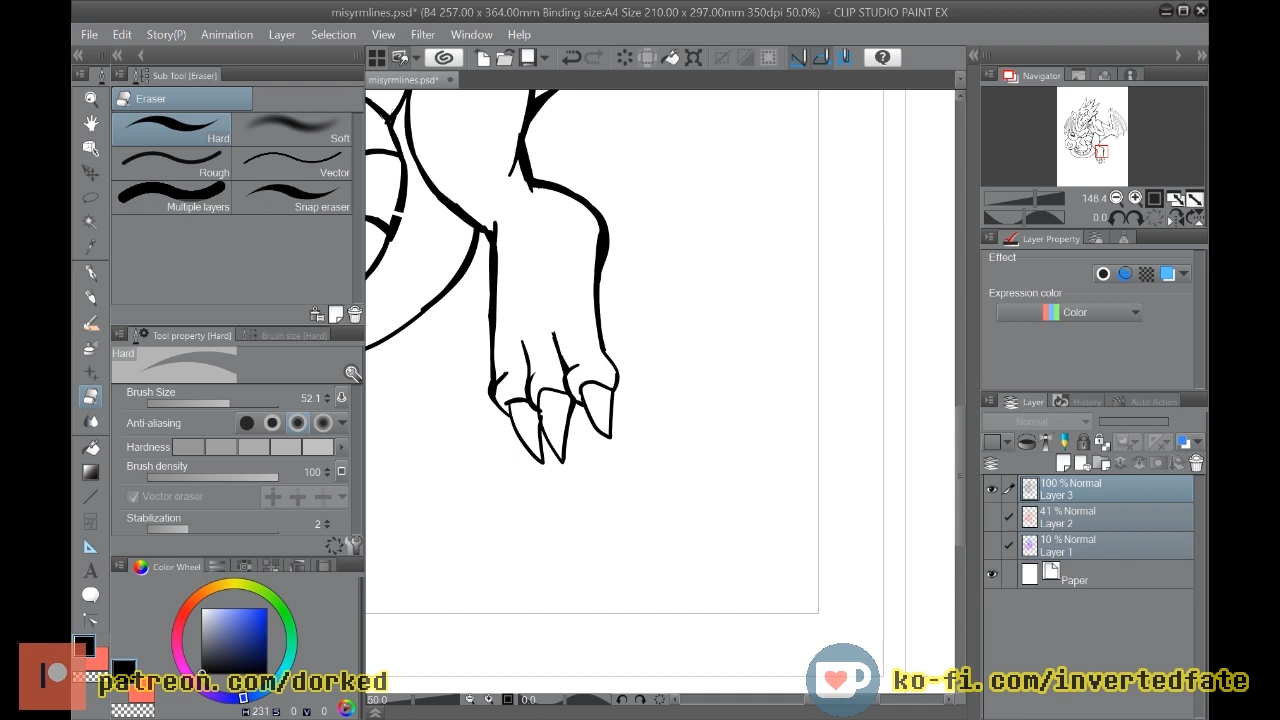 misyrmlines.psd* (B4 257.00 x 364.00mm Binding size:A4 Size 210.00 x 297.00mm 350dpi 50.0%) - CLIP STUDIO PAINT EX
File Edit Story(P) Animation Layer Selection View Filter Window Help
Sub Tool [Eraser]
misyrmlines.psd*
Navigator
Eraser
Hard
Soft
Rough
Vector
Multiple layers
Snap eraser
146.4
0.0
Layer Property
Effect
Expression color
Color
Tool property [Hard]
Brush size [Hard]
Hard
Brush Size 52.1
Anti-aliasing
Hardness
Brush density 100
Vector eraser
Stabilization 2
Layer
History
Auto Action
Normal
100 % Normal
Layer 3
41 % Normal
Layer 2
10 % Normal
Layer 1
Paper
Color Wheel
H 231 S 0 V 0
50.0
0.0
patreon.com/dorked
ko-fi.com/invertedfate